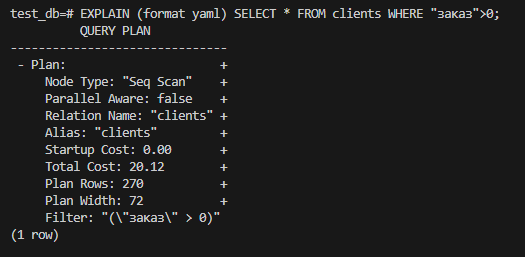 test_db=# EXPLAIN (format yaml) SELECT * FROM clients WHERE "заказ">0;
          QUERY PLAN
-------------------------------
 - Plan:                      +
     Node Type: "Seq Scan"    +
     Parallel Aware: false    +
     Relation Name: "clients" +
     Alias: "clients"         +
     Startup Cost: 0.00       +
     Total Cost: 20.12        +
     Plan Rows: 270           +
     Plan Width: 72           +
     Filter: "(\"заказ\" > 0)"
(1 row)